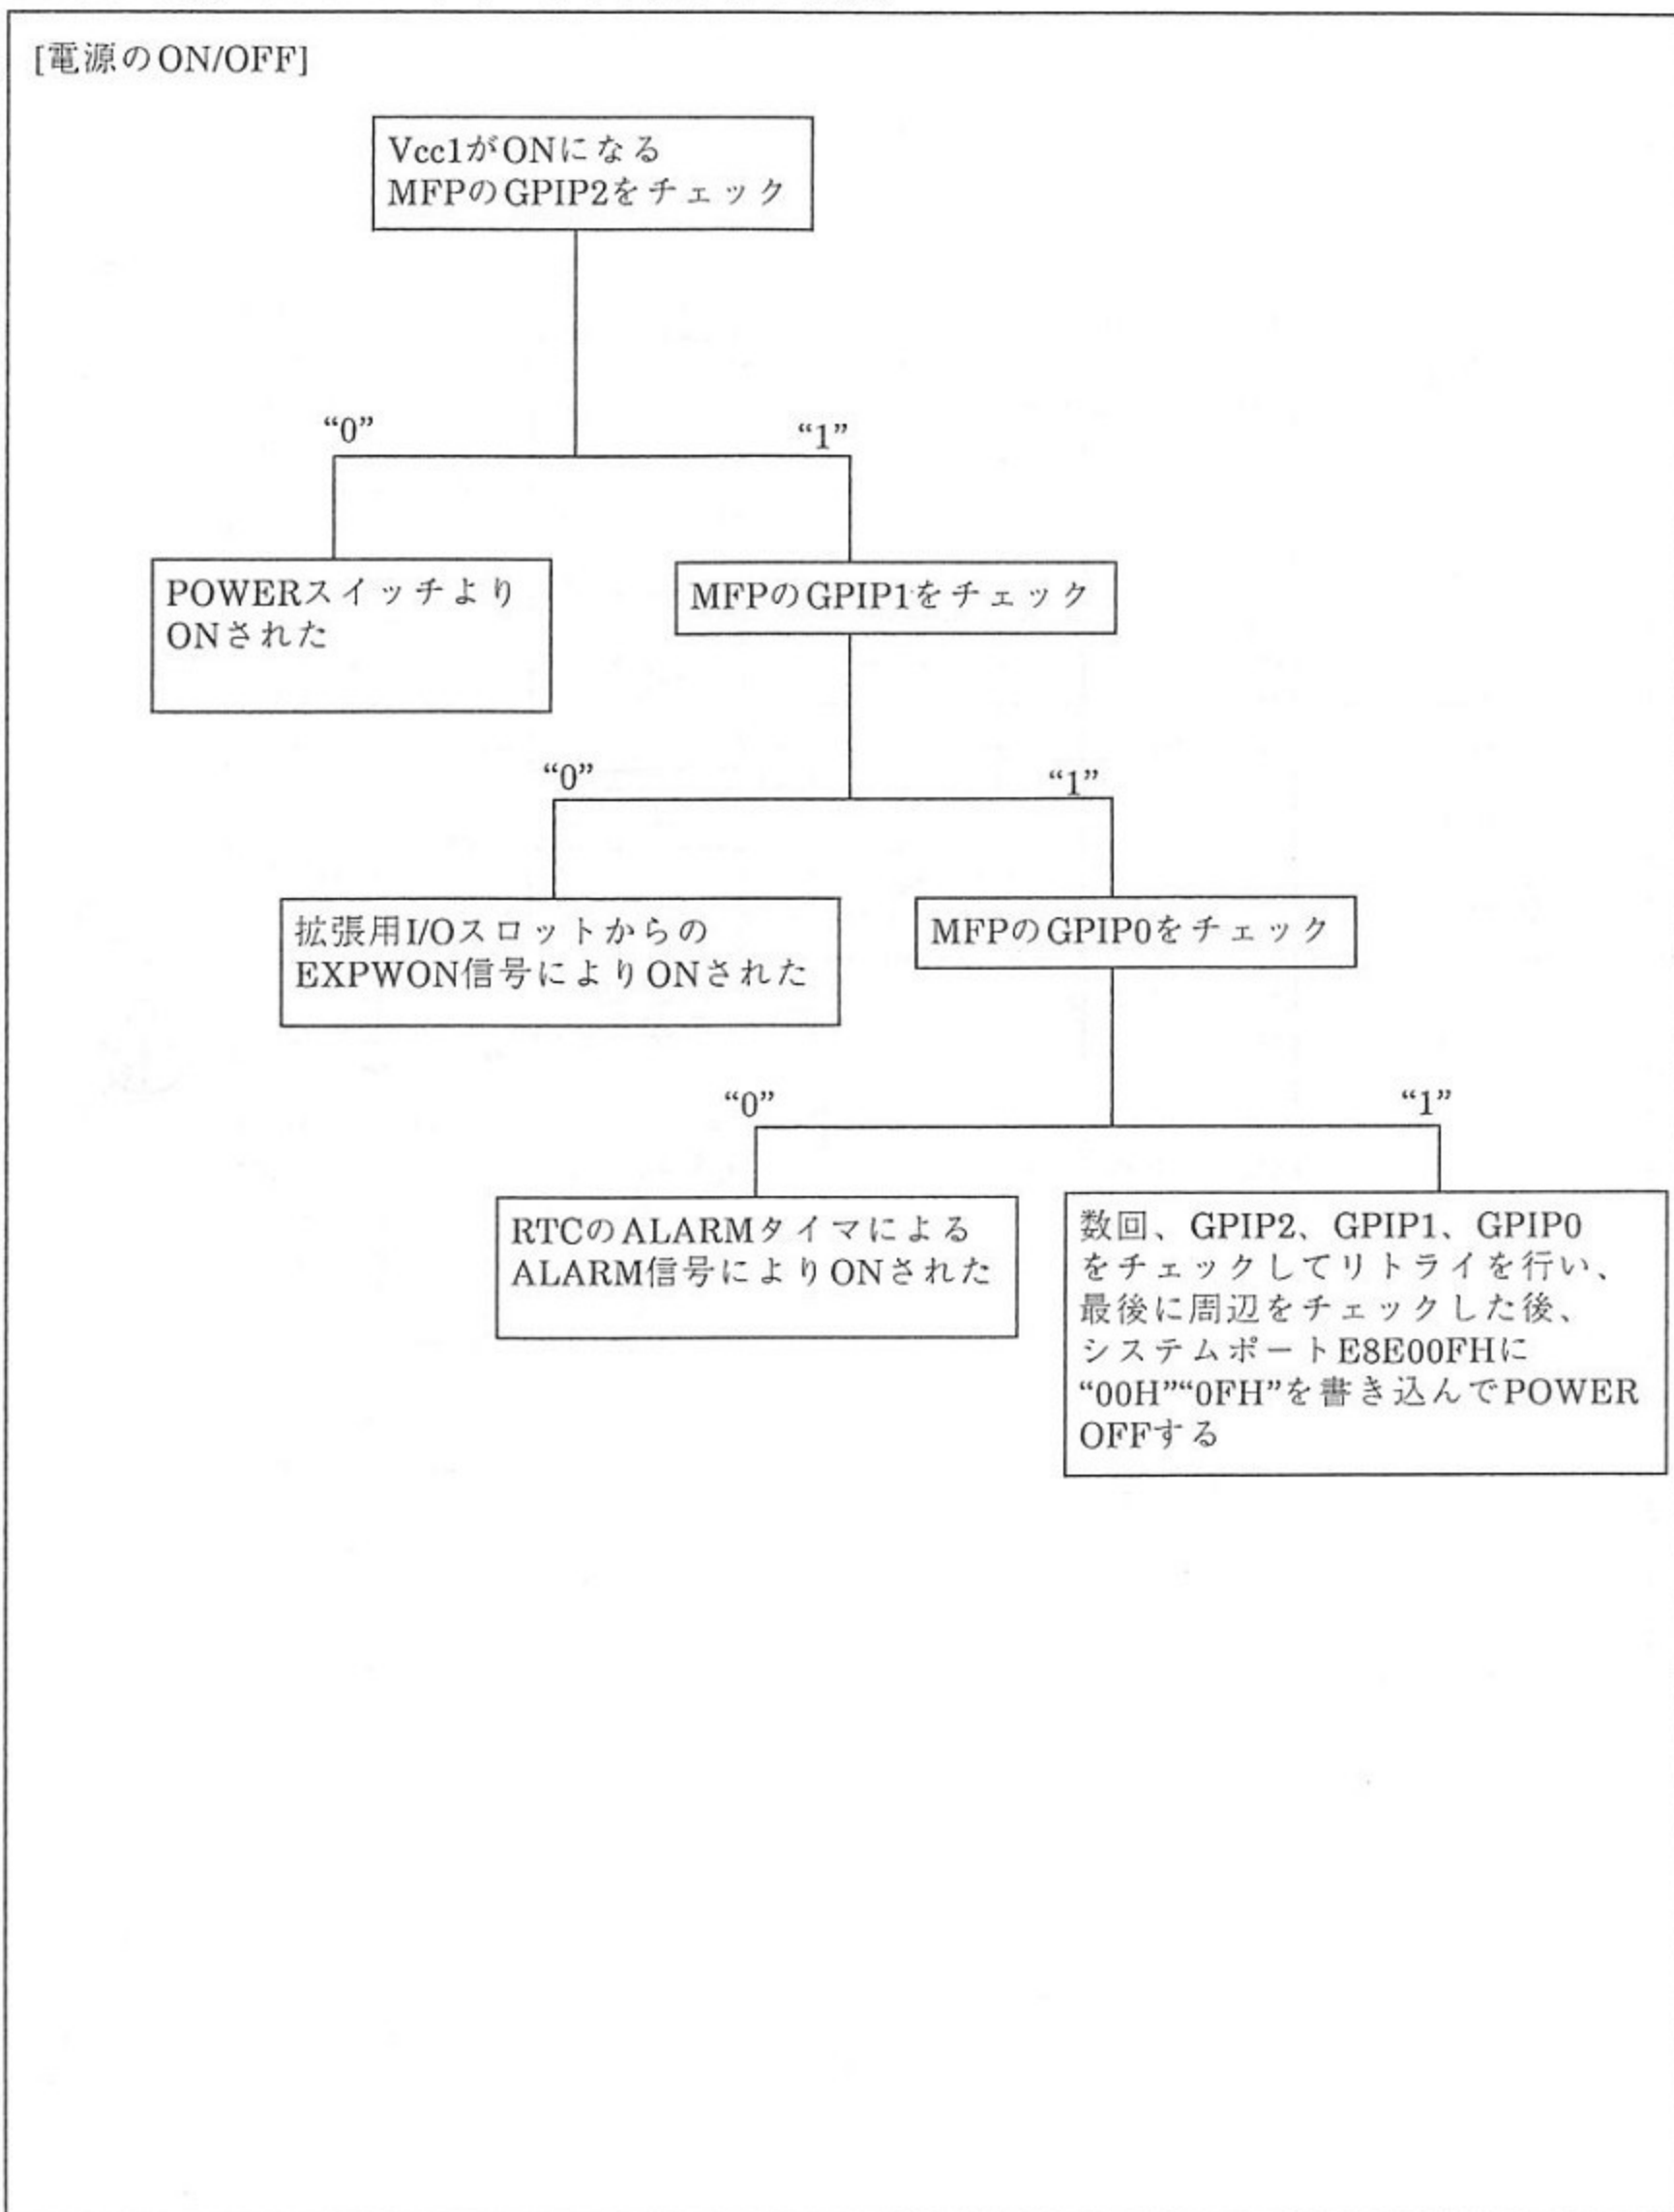 [電源のON/OFF]
Vcc1がONになる
MFPのGPIP2をチェック
“0”
“1”
POWERスイッチより
ONされた
MFPのGPIP1をチェック
“0”
“1”
拡張用I/Oスロットからの
EXPWON信号によりONされた
MFPのGPIP0をチェック
“0”
“1”
RTCのALARMタイマによる
ALARM信号によりONされた
数回、GPIP2、GPIP1、GPIP0
をチェックしてリトライを行い、
最後に周辺をチェックした後、
システムポートE8E00FHに
“00H”“0FH”を書き込んでPOWER
OFFする